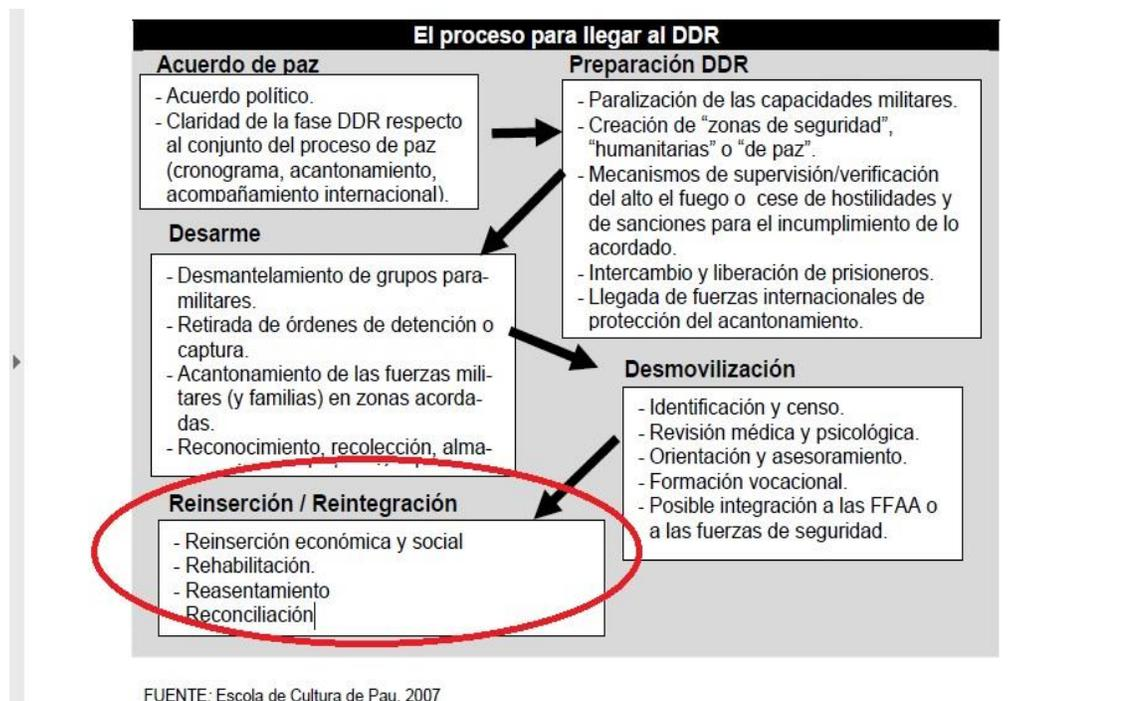 El proceso para llegar al DDR
Acuerdo de paz
- Acuerdo político.
- Claridad de la fase DDR respecto
al conjunto del proceso de paz
(cronograma, acantonamiento,
acompañamiento internacional).
Preparación DDR
- Paralización de las capacidades militares.
- Creación de “zonas de seguridad”,
“humanitarias” o “de paz”.
- Mecanismos de supervisión/verificación
del alto el fuego o cese de hostilidades y
de sanciones para el incumplimiento de lo
acordado.
- Intercambio y liberación de prisioneros.
- Llegada de fuerzas internacionales de
protección del acantonamiento.
Desarme
- Desmantelamiento de grupos para-
militares.
- Retirada de órdenes de detención o
captura.
- Acantonamiento de las fuerzas mili-
tares (y familias) en zonas acorda-
das.
- Reconocimiento, recolección, alma-
Desmovilización
- Identificación y censo.
- Revisión médica y psicológica.
- Orientación y asesoramiento.
- Formación vocacional.
- Posible integración a las FFAA o
a las fuerzas de seguridad.
Reinserción / Reintegración
- Reinserción económica y social
- Rehabilitación.
- Reasentamiento
- Reconciliación
FUENTE: Escola de Cultura de Pau, 2007